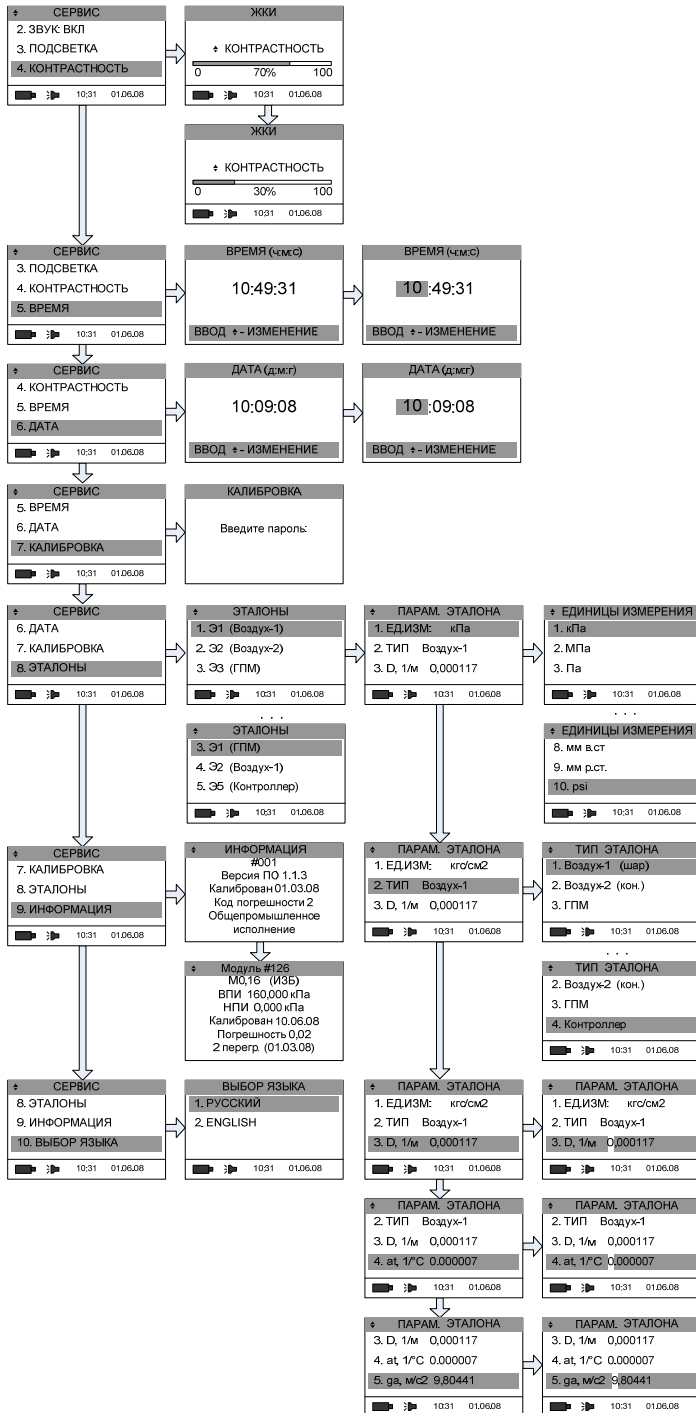 СЕРВИС
2. ЗВУК: ВКЛ
3. ПОДСВЕТКА
4. КОНТРАСТНОСТЬ
10:31 01.06.08
ЖКИ
КОНТРАСТНОСТЬ
0 70% 100
10:31 01.06.08
ЖКИ
КОНТРАСТНОСТЬ
0 30% 100
10:31 01.06.08
СЕРВИС
3. ПОДСВЕТКА
4. КОНТРАСТНОСТЬ
5. ВРЕМЯ
10:31 01.06.08
ВРЕМЯ (ч:м:с)
10:49:31
ВВОД - ИЗМЕНЕНИЕ
ВРЕМЯ (ч:м:с)
10:49:31
ВВОД - ИЗМЕНЕНИЕ
СЕРВИС
4. КОНТРАСТНОСТЬ
5. ВРЕМЯ
6. ДАТА
10:31 01.06.08
ДАТА (д:м:г)
10:09:08
ВВОД - ИЗМЕНЕНИЕ
ДАТА (д:м:г)
10:09:08
ВВОД - ИЗМЕНЕНИЕ
СЕРВИС
5. ВРЕМЯ
6. ДАТА
7. КАЛИБРОВКА
10:31 01.06.08
КАЛИБРОВКА
Введите пароль:
СЕРВИС
6. ДАТА
7. КАЛИБРОВКА
8. ЭТАЛОНЫ
10:31 01.06.08
ЭТАЛОНЫ
1. Э1 (Воздух-1)
2. Э2 (Воздух-2)
3. Э3 (ГПМ)
10:31 01.06.08
ПАРАМ. ЭТАЛОНА
1. ЕД.ИЗМ: кПа
2. ТИП Воздух-1
3. D, 1/м 0,000117
10:31 01.06.08
ЕДИНИЦЫ ИЗМЕРЕНИЯ
1. кПа
2. МПа
3. Па
10:31 01.06.08
. . .
ЭТАЛОНЫ
3. Э1 (ГПМ)
4. Э2 (Воздух-1)
5. Э5 (Контроллер)
10:31 01.06.08
. . .
ЕДИНИЦЫ ИЗМЕРЕНИЯ
8. мм в.ст
9. мм р.ст.
10. psi
10:31 01.06.08
СЕРВИС
7. КАЛИБРОВКА
8. ЭТАЛОНЫ
9. ИНФОРМАЦИЯ
10:31 01.06.08
ИНФОРМАЦИЯ
#001
Версия ПО 1.1.3
Калиброван 01.03.08
Код погрешности 2
Общепромышленное
исполнение
ПАРАМ. ЭТАЛОНА
1. ЕД.ИЗМ: кгс/см2
2. ТИП Воздух-1
3. D, 1/м 0,000117
10:31 01.06.08
ТИП ЭТАЛОНА
1. Воздух-1 (шар)
2. Воздух-2 (кон.)
3. ГПМ
10:31 01.06.08
Модуль #126
М0,16 (ИЗБ)
ВПИ 160,000 кПа
НПИ 0,000 кПа
Калиброван 10.06.08
Погрешность 0,02
2 перегр. (01.03.08)
. . .
ТИП ЭТАЛОНА
2. Воздух-2 (кон.)
3. ГПМ
4. Контроллер
10:31 01.06.08
СЕРВИС
8. ЭТАЛОНЫ
9. ИНФОРМАЦИЯ
10. ВЫБОР ЯЗЫКА
10:31 01.06.08
ВЫБОР ЯЗЫКА
1. РУССКИЙ
2. ENGLISH
10:31 01.06.08
ПАРАМ. ЭТАЛОНА
1. ЕД.ИЗМ: кгс/см2
2. ТИП Воздух-1
3. D, 1/м 0,000117
10:31 01.06.08
ПАРАМ. ЭТАЛОНА
1. ЕД.ИЗМ: кгс/см2
2. ТИП Воздух-1
3. D, 1/м 0,000117
10:31 01.06.08
ПАРАМ. ЭТАЛОНА
2. ТИП Воздух-1
3. D, 1/м 0,000117
4. at, 1/°C 0.000007
10:31 01.06.08
ПАРАМ. ЭТАЛОНА
2. ТИП Воздух-1
3. D, 1/м 0,000117
4. at, 1/°C 0.000007
10:31 01.06.08
ПАРАМ. ЭТАЛОНА
3. D, 1/м 0,000117
4. at, 1/°C 0.000007
5. ga, м/с2 9,80441
10:31 01.06.08
ПАРАМ. ЭТАЛОНА
3. D, 1/м 0,000117
4. at, 1/°C 0.000007
5. ga, м/с2 9,80441
10:31 01.06.08